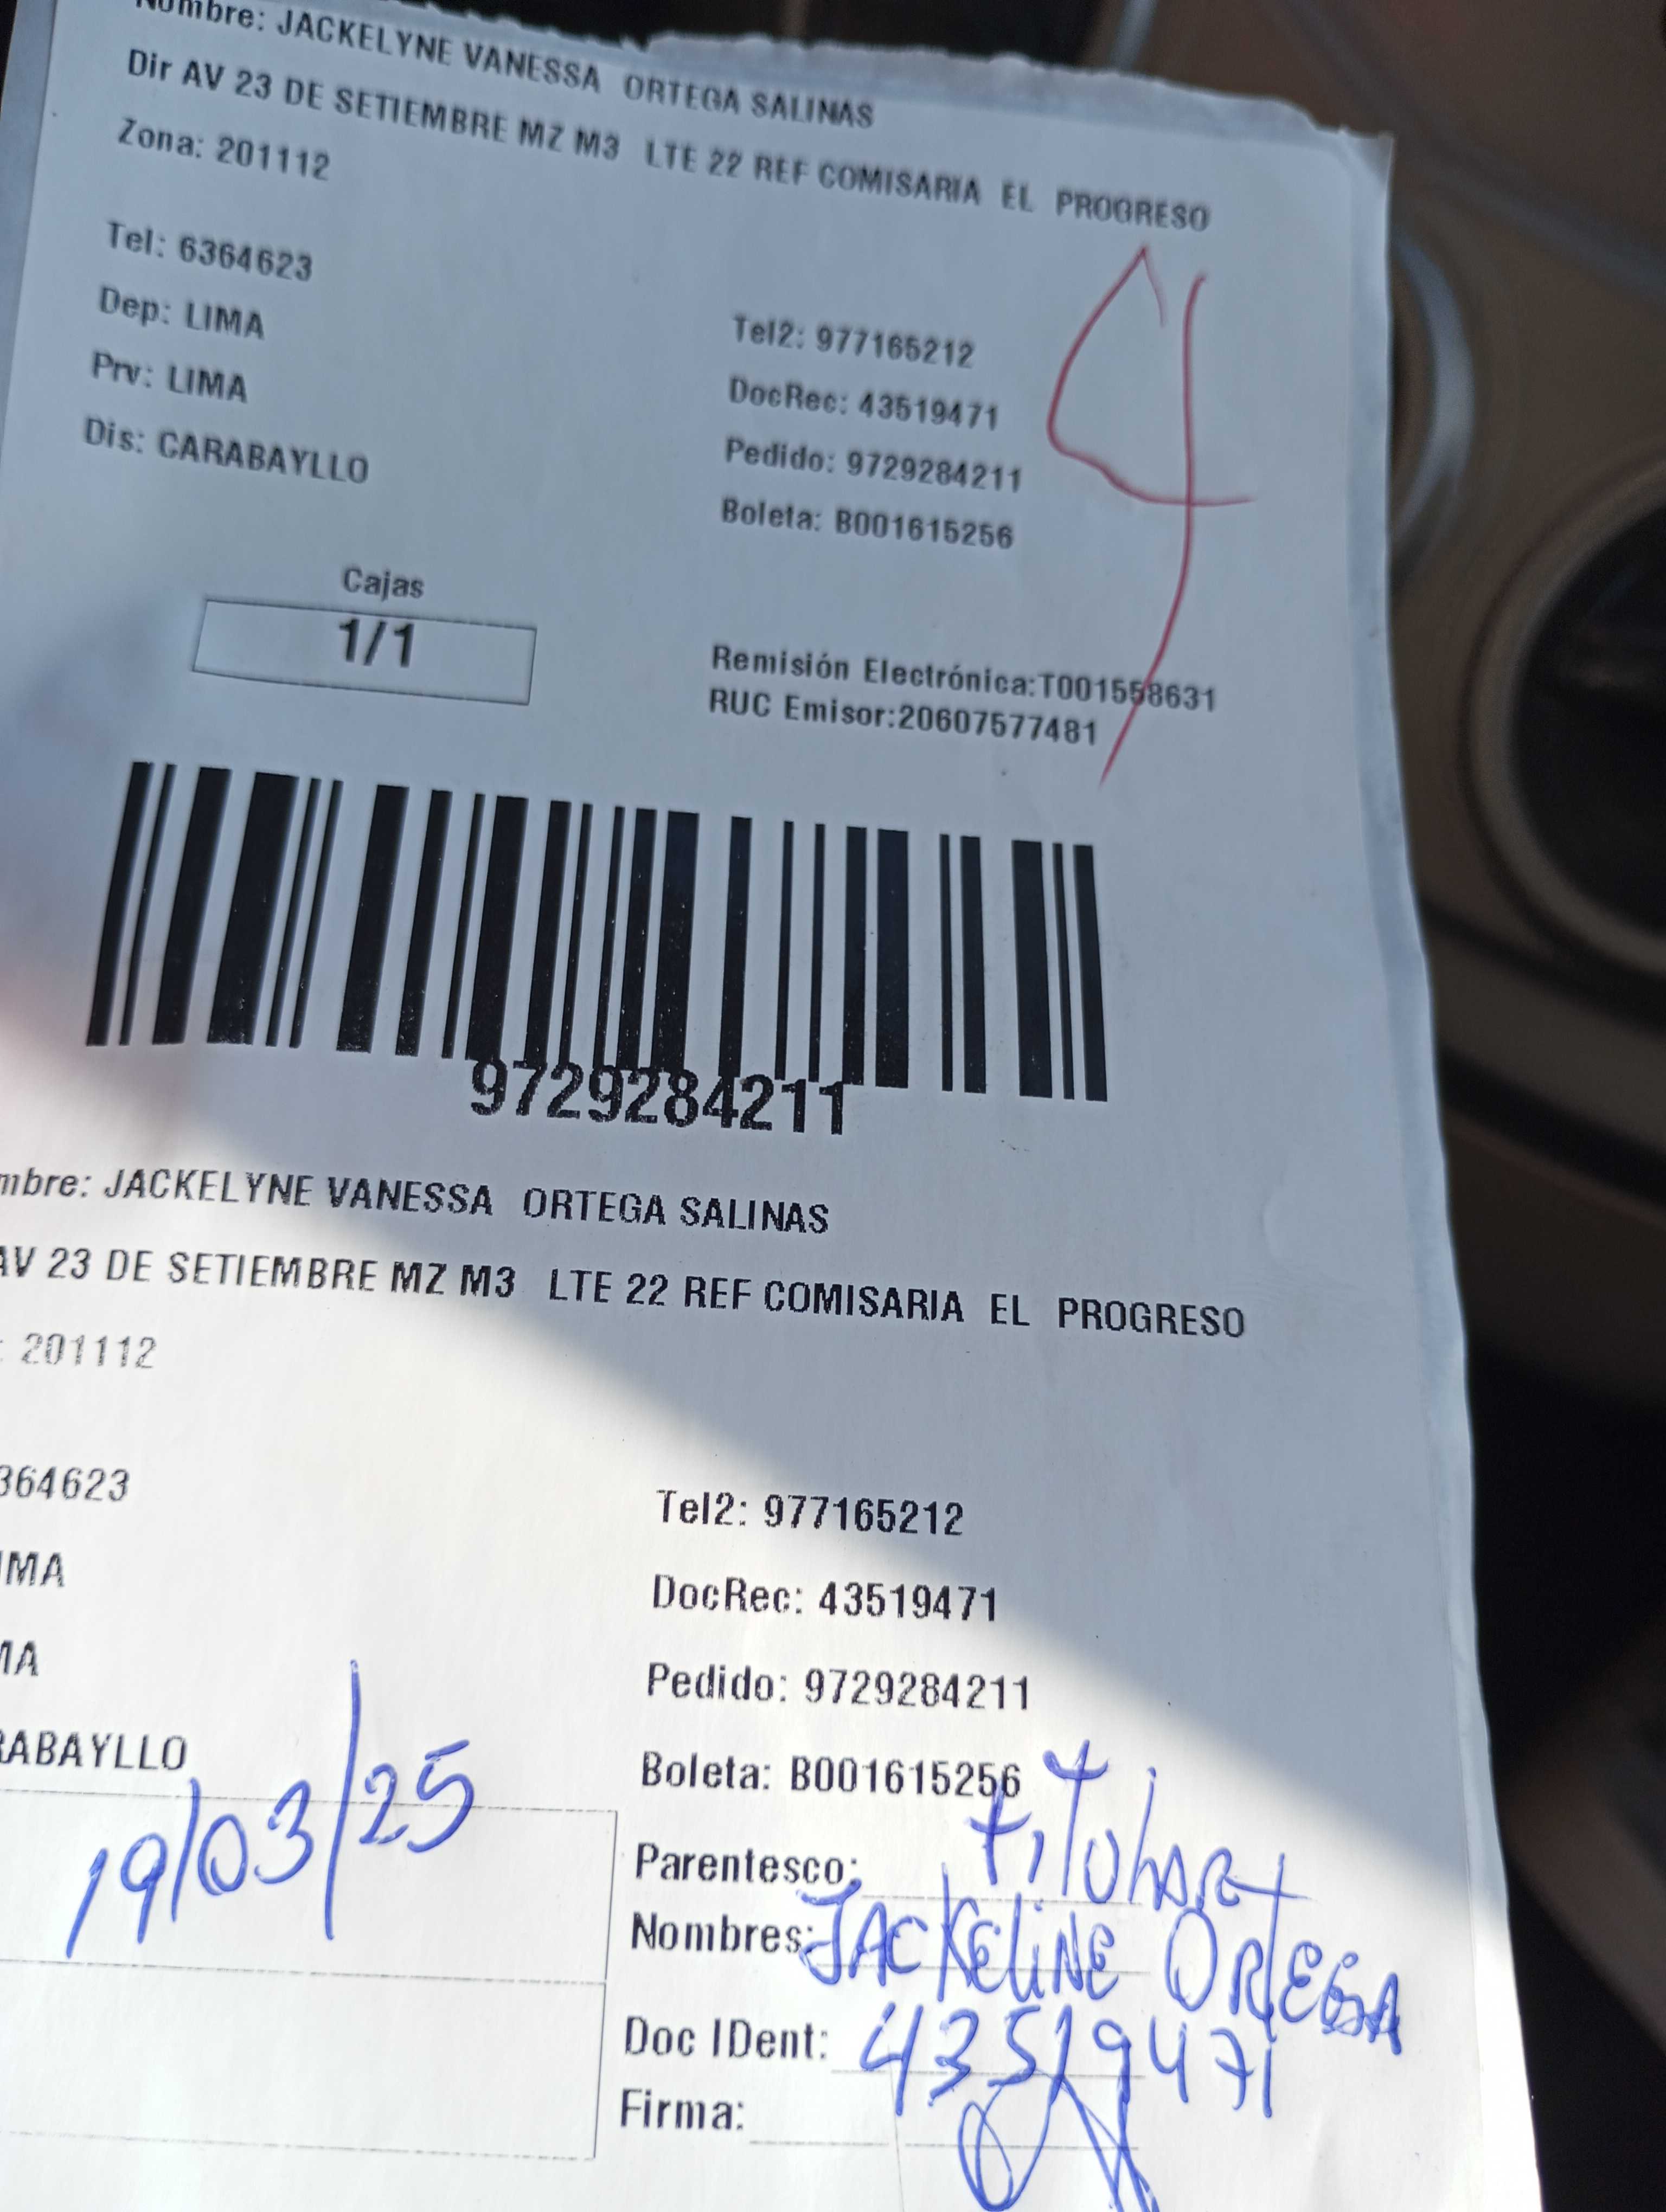 Nombre: JACKELYNE VANESSA ORTEGA SALINAS
Dir AV 23 DE SETIEMBRE MZ M3 LTE 22 REF COMISARIA EL PROGRESO
Zona: 201112
Tel: 6364623
Tel2: 977165212
Dep: LIMA
DocRec: 43519471
Prv: LIMA
Pedido: 9729284211
Dis: CARABAYLLO
Boleta: B001615256
4
Cajas
1/1
Remisión Electrónica:T001558631
RUC Emisor:20607577481
9729284211
mbre: JACKELYNE VANESSA ORTEGA SALINAS
AV 23 DE SETIEMBRE MZ M3 LTE 22 REF COMISARIA EL PROGRESO
: 201112
364623
Tel2: 977165212
IMA
DocRec: 43519471
MA
Pedido: 9729284211
RABAYLLO
Boleta: B001615256
19/03/25
Parentesco: titular
Nombres: JACKELINE ORTEGA
Doc IDent: 43519471
Firma: